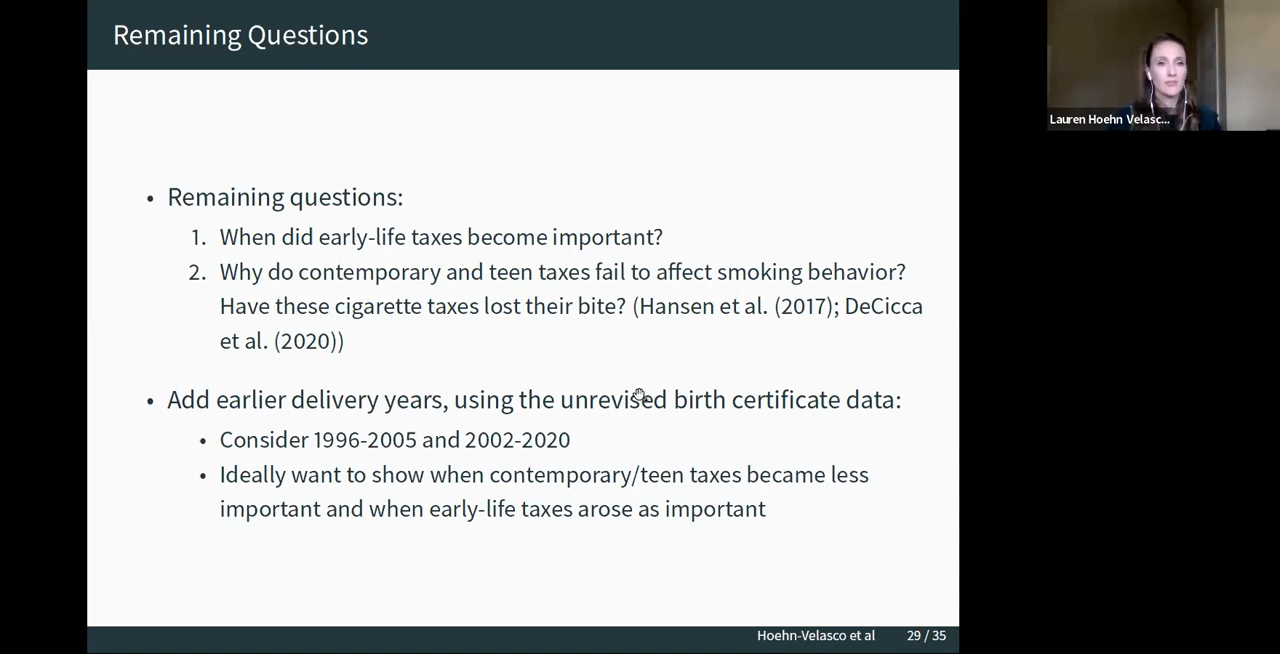 Remaining Questions
Lauren Hoehn Velasc...
• Remaining questions:
1. When did early-life taxes become important?
2. Why do contemporary and teen taxes fail to affect smoking behavior?
Have these cigarette taxes lost their bite? (Hansen et al. (2017); DeCicca
et al. (2020))
• Add earlier delivery years, using the unrevised birth certificate data:
• Consider 1996-2005 and 2002-2020
• Ideally want to show when contemporary/teen taxes became less
important and when early-life taxes arose as important
Hoehn-Velasco et al 29 / 35